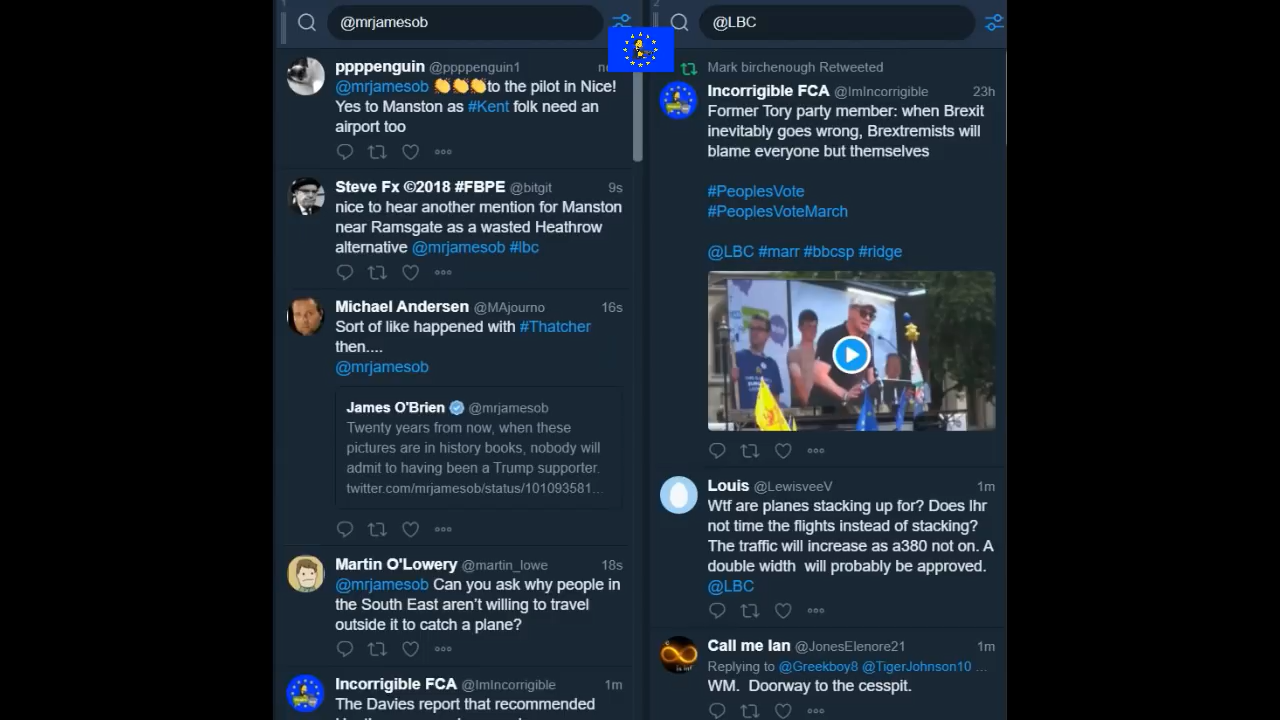 1
@mrjamesob
ppppenguin @ppppenguin1
@mrjamesob 👏👏👏to the pilot in Nice!
Yes to Manston as #Kent folk need an
airport too
Steve Fx ©2018 #FBPE @bitgit 9s
nice to hear another mention for Manston
near Ramsgate as a wasted Heathrow
alternative @mrjamesob #lbc
Michael Andersen @MAjourno 16s
Sort of like happened with #Thatcher
then....
@mrjamesob
James O'Brien @mrjamesob
Twenty years from now, when these
pictures are in history books, nobody will
admit to having been a Trump supporter.
twitter.com/mrjamesob/status/101093581...
Martin O'Lowery @martin_lowe 18s
@mrjamesob Can you ask why people in
the South East aren't willing to travel
outside it to catch a plane?
Incorrigible FCA @ImIncorrigible 1m
The Davies report that recommended
2
@LBC
Mark birchenough Retweeted
Incorrigible FCA @ImIncorrigible 23h
Former Tory party member: when Brexit
inevitably goes wrong, Brextremists will
blame everyone but themselves
#PeoplesVote
#PeoplesVoteMarch
@LBC #marr #bbcsp #ridge
Louis @LewisveeV 1m
Wtf are planes stacking up for? Does lhr
not time the flights instead of stacking?
The traffic will increase as a380 not on. A
double width will probably be approved.
@LBC
Call me Ian @JonesElenore21 1m
Replying to @Greekboy8 @TigerJohnson10 ...
WM. Doorway to the cesspit.